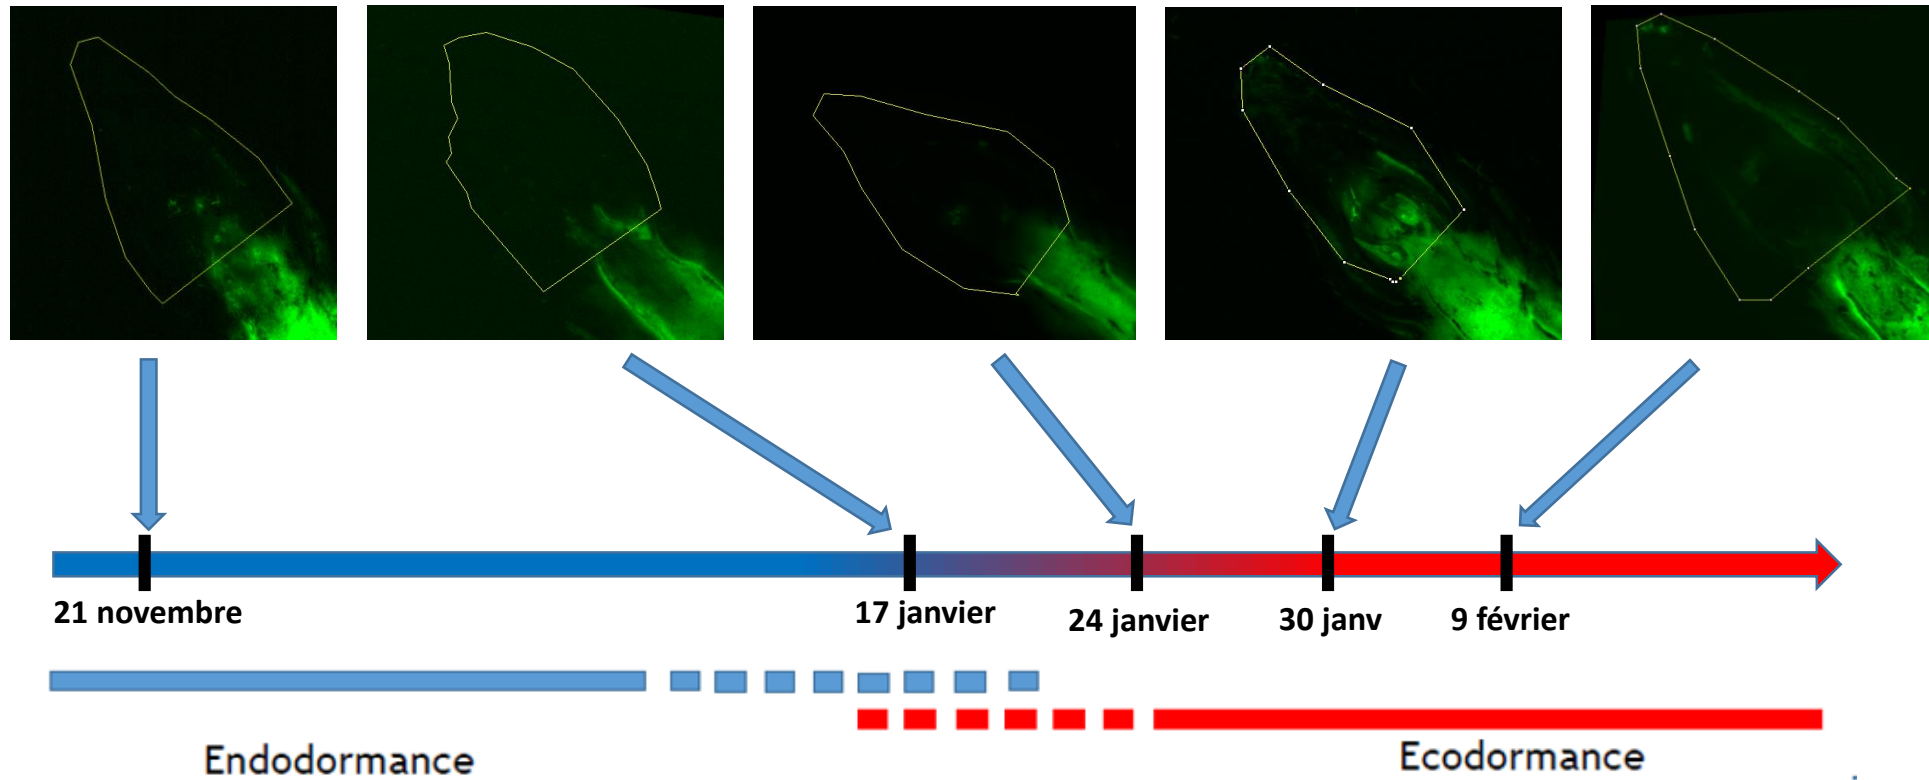 21 novembre
17 janvier
24 janvier
30 janv
9 février
Endodormance
Ecodormance